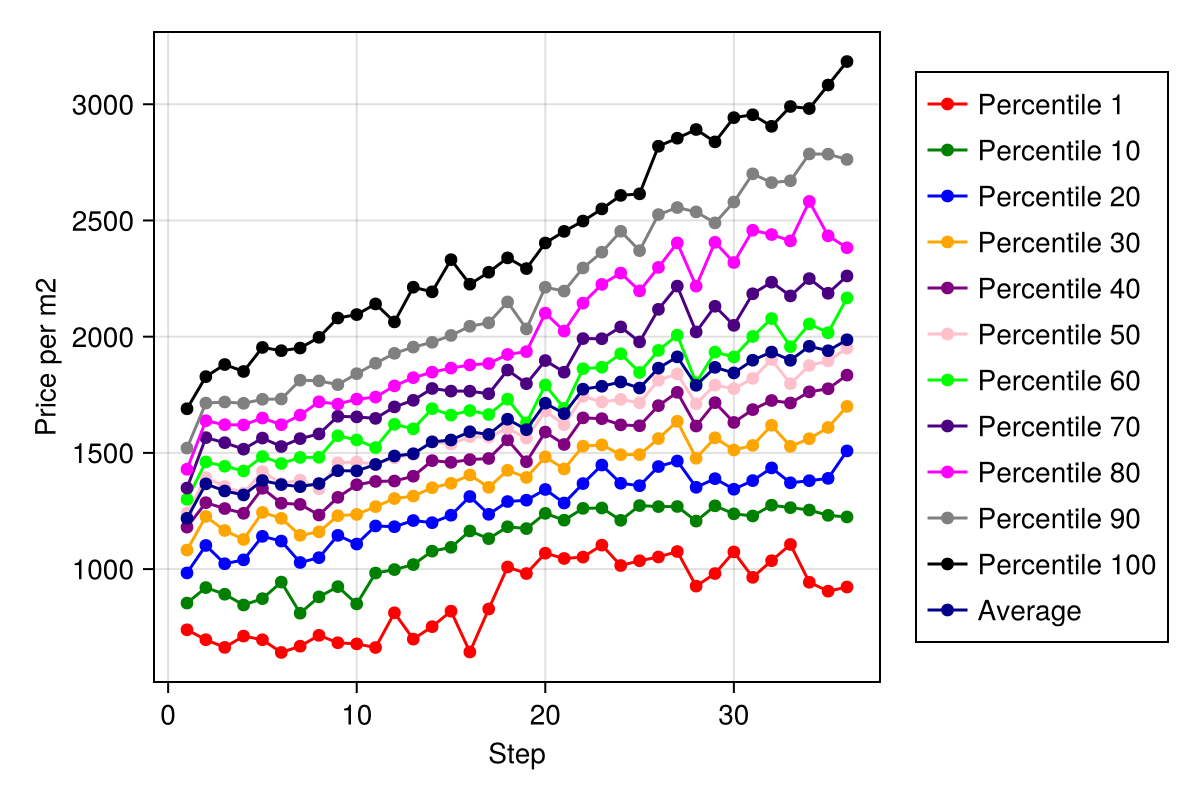 Price per m2
3000
2500
2000
1500
1000
0
10
20
30
Step
Percentile 1
Percentile 10
Percentile 20
Percentile 30
Percentile 40
Percentile 50
Percentile 60
Percentile 70
Percentile 80
Percentile 90
Percentile 100
Average